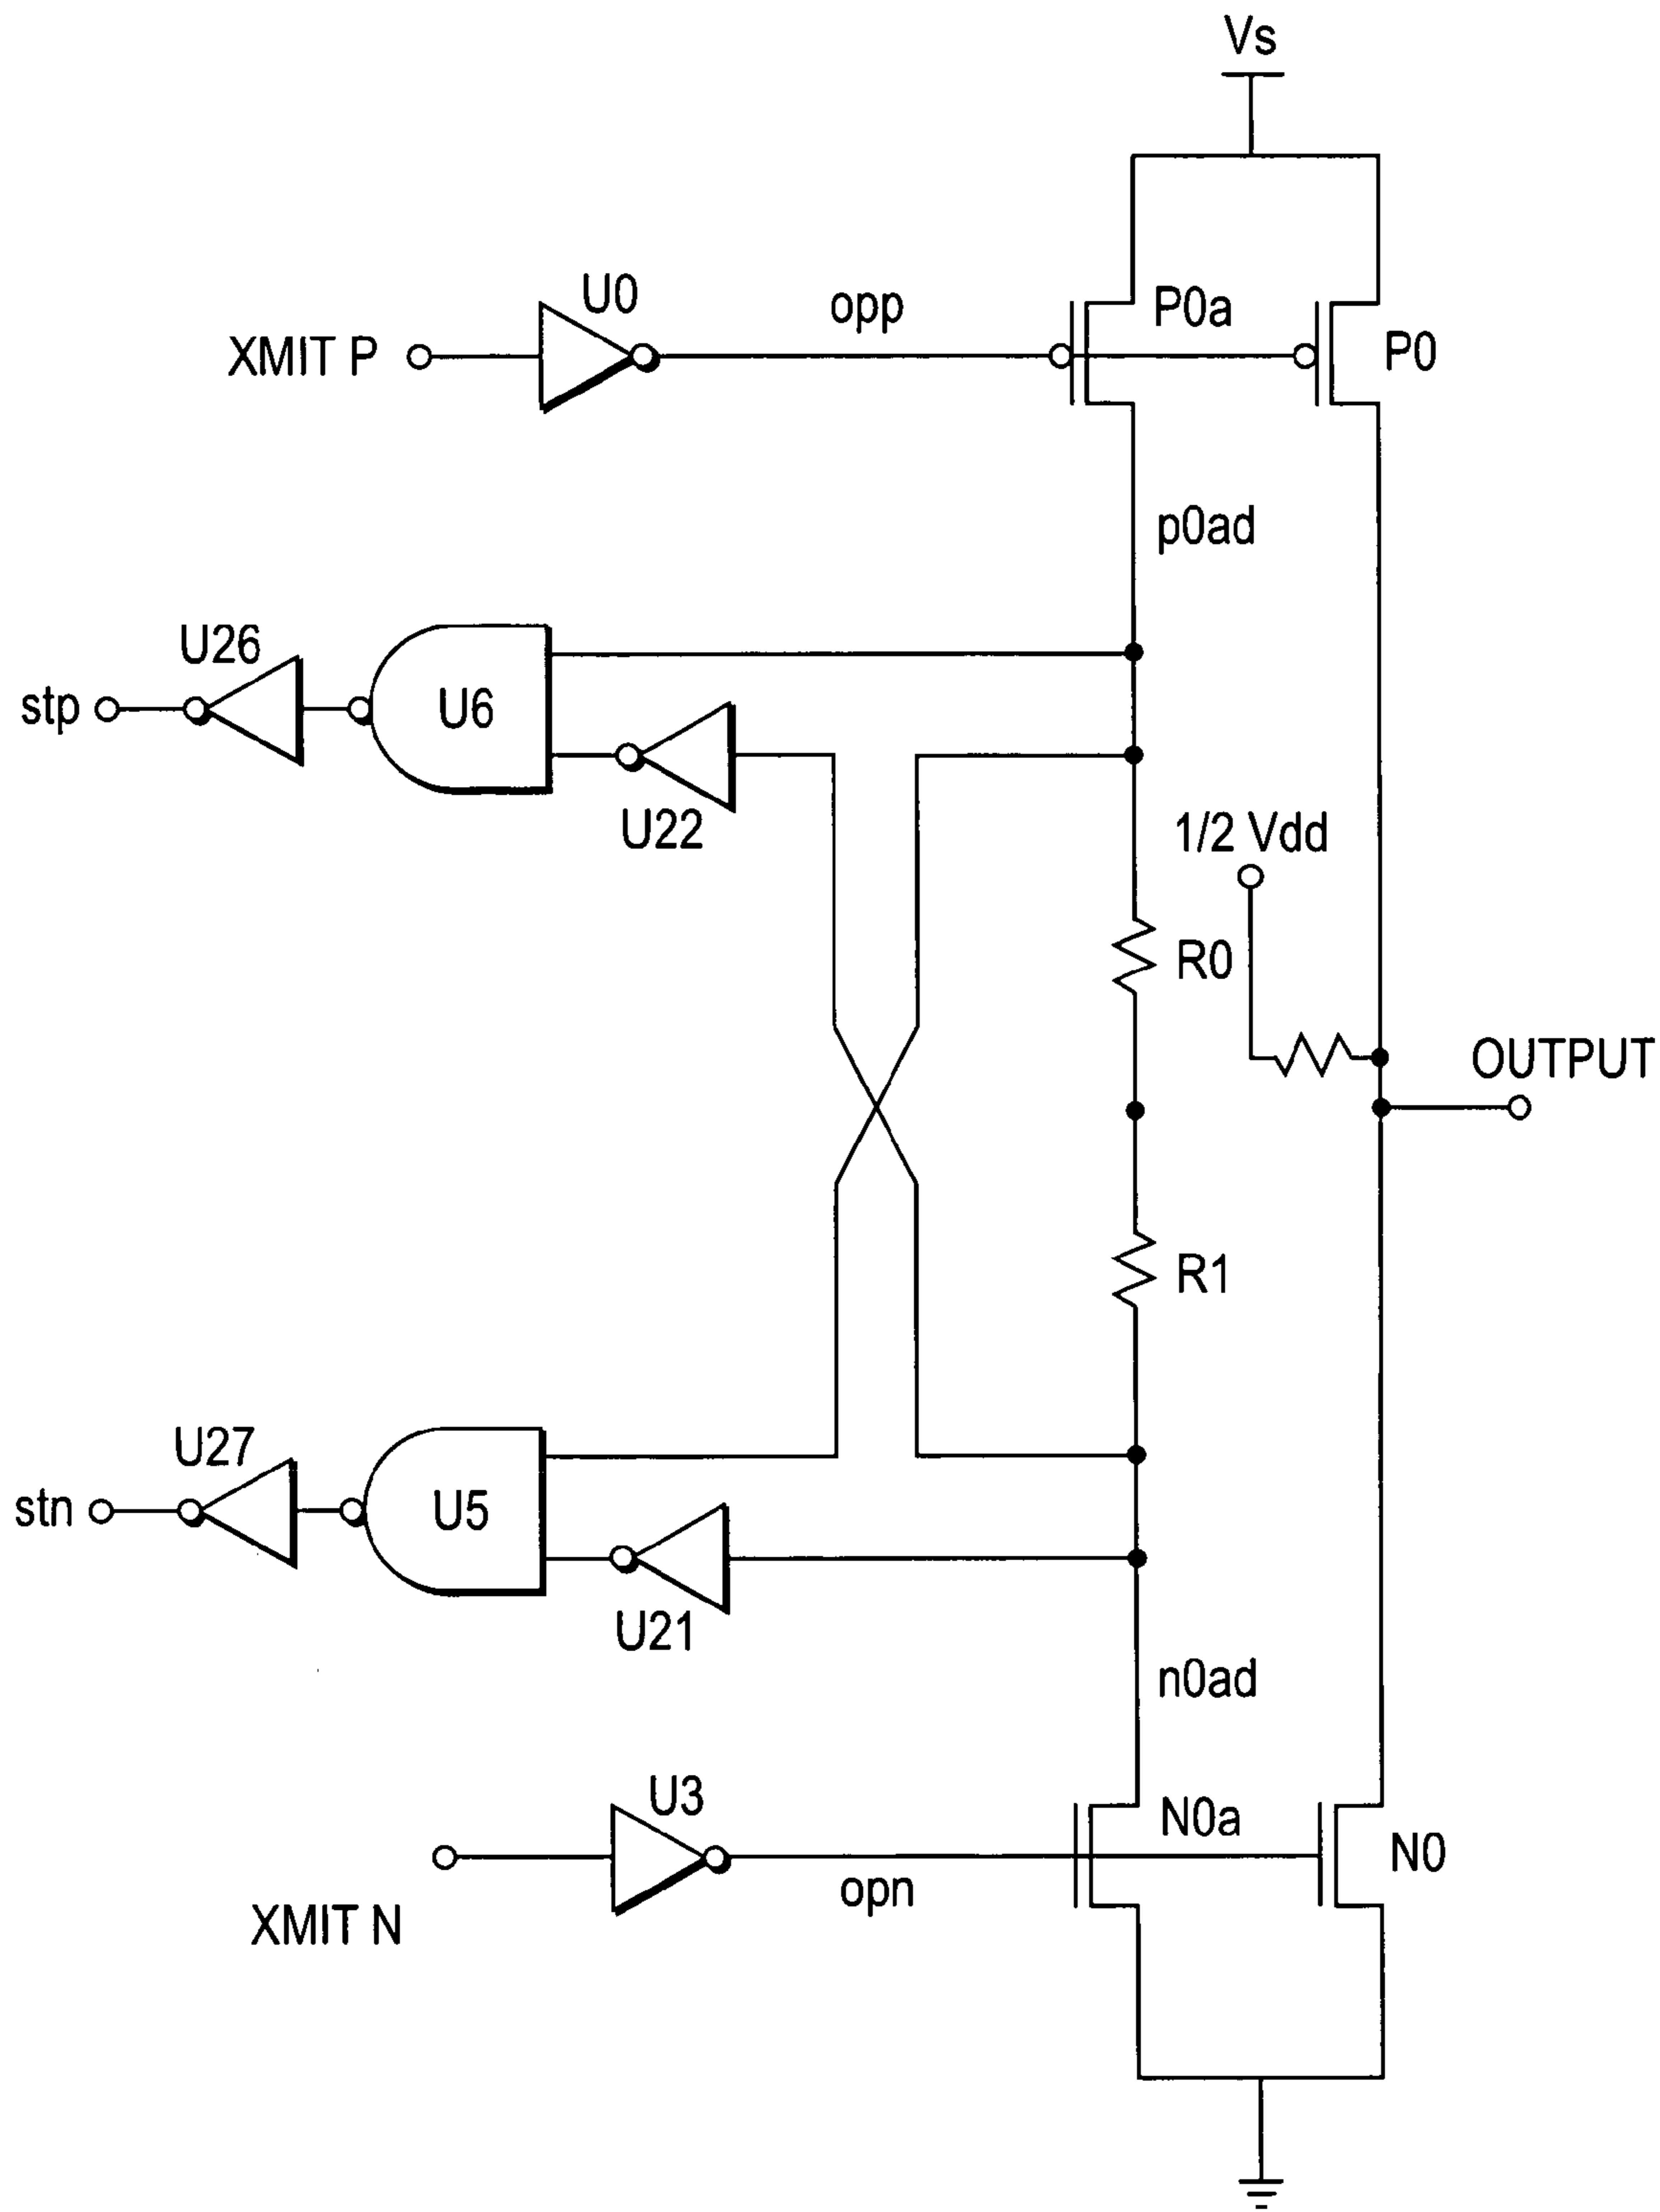 Vs
U0
opp
P0a
XMIT P
P0
p0ad
U26
stp
U6
U22
1/2 Vdd
R0
OUTPUT
R1
U27
stn
U5
U21
n0ad
U3
N0a
N0
opn
XMIT N